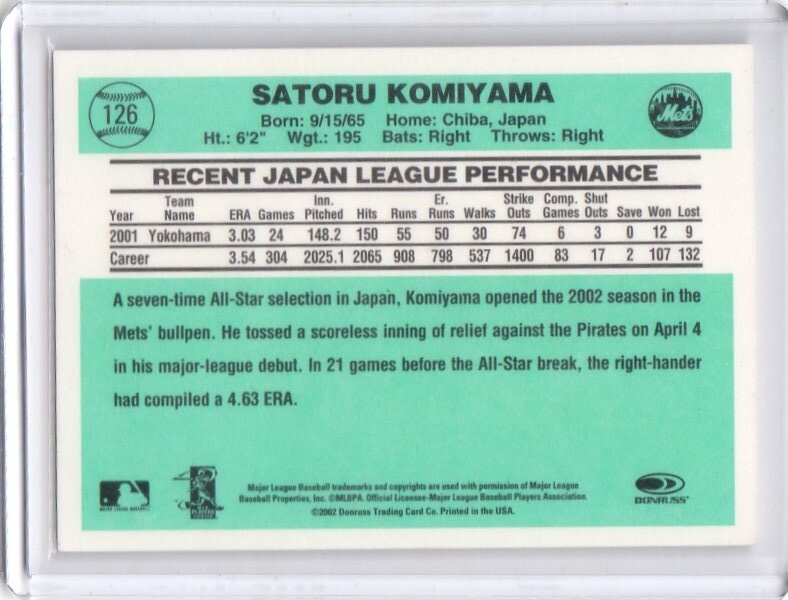 126
SATORU KOMIYAMA
Born: 9/15/65 Home: Chiba, Japan
Ht.: 6'2" Wgt.: 195 Bats: Right Throws: Right
Mets
RECENT JAPAN LEAGUE PERFORMANCE
Year Team Name ERA Games Inn. Pitched Hits Runs Er. Runs Walks Strike Outs Comp. Games Shut Outs Save Won Lost
2001 Yokohama 3.03 24 148.2 150 55 50 30 74 6 3 0 12 9
Career 3.54 304 2025.1 2065 908 798 537 1400 83 17 2 107 132
A seven-time All-Star selection in Japan, Komiyama opened the 2002 season in the
Mets' bullpen. He tossed a scoreless inning of relief against the Pirates on April 4
in his major-league debut. In 21 games before the All-Star break, the right-hander
had compiled a 4.63 ERA.
MAJOR LEAGUE BASEBALL
Major League Baseball trademarks and copyrights are used with permission of Major League
Baseball Properties, Inc. ©MLBPA. Official Licensee-Major League Baseball Players Association.
©2002 Donruss Trading Card Co. Printed in the USA.
DONRUSS